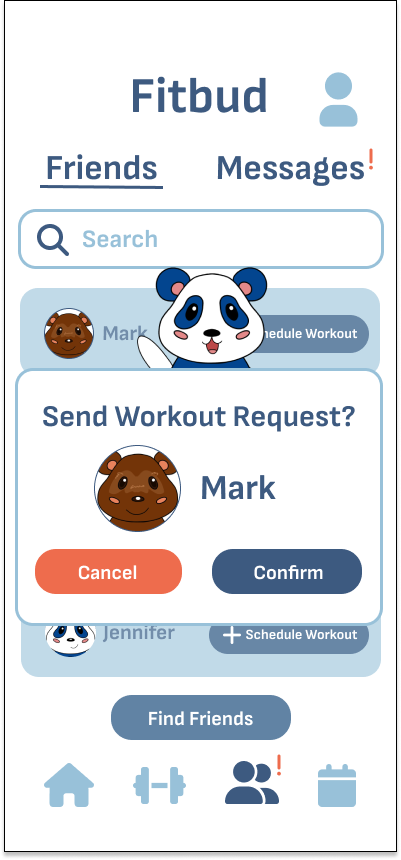 Fitbud
Friends
Messages!
Search
Mark
hedule Workout
Send Workout Request?
Mark
Cancel
Confirm
Jennifer
+ Schedule Workout
Find Friends
!